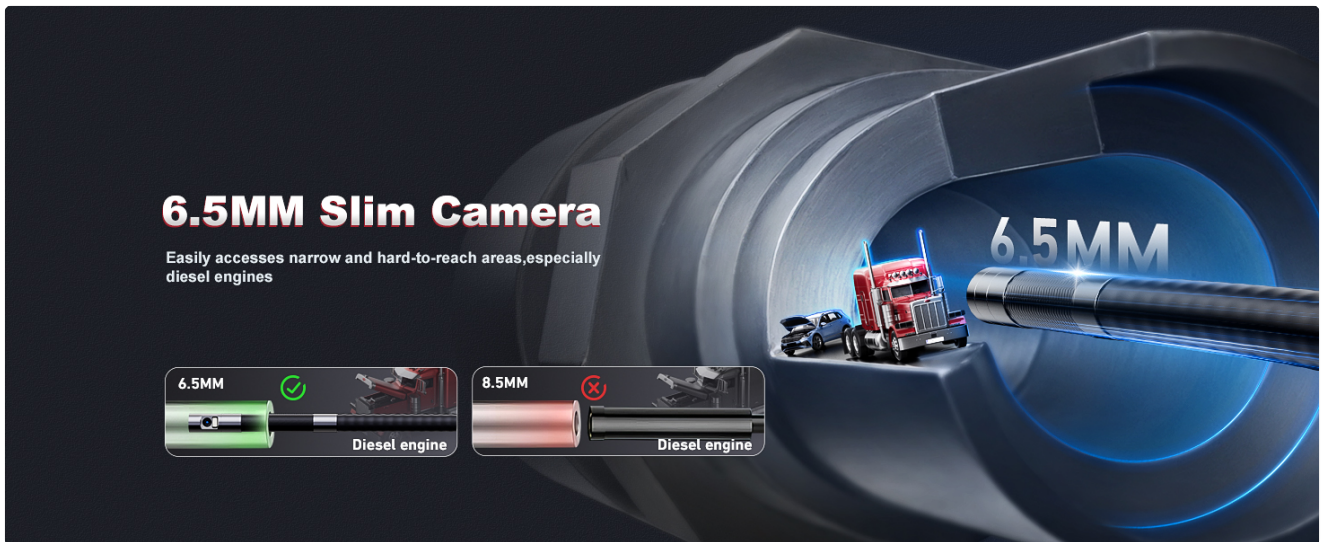 6.5MM Slim Camera
Easily accesses narrow and hard-to-reach areas,especially
diesel engines
6.5MM
6.5MM
Diesel engine
8.5MM
Diesel engine